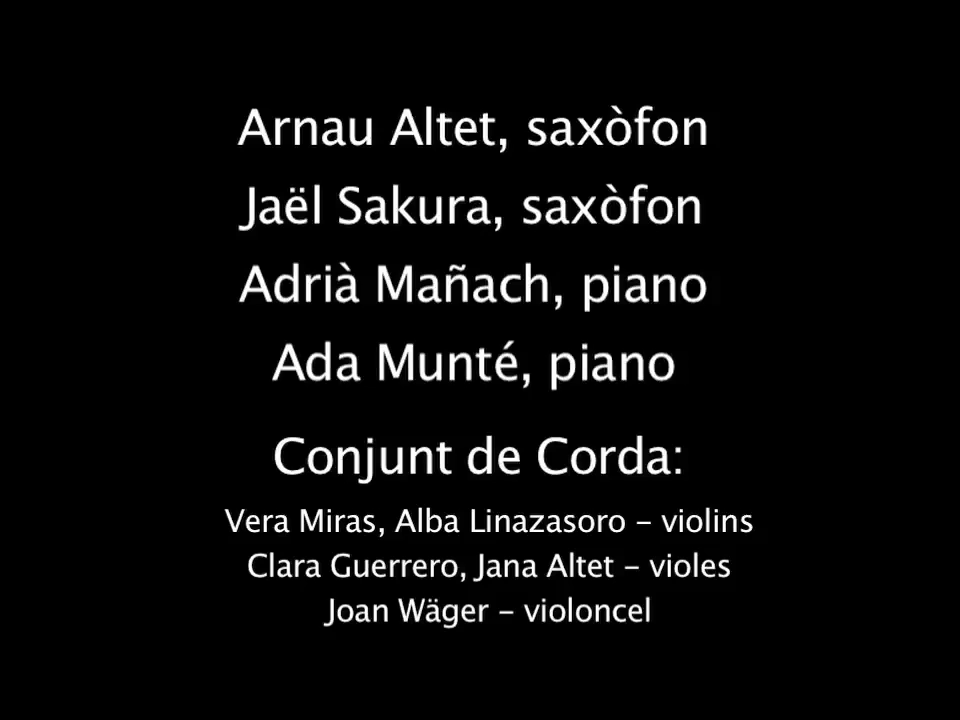 Arnau Altet, saxòfon
Jaël Sakura, saxòfon
Adrià Mañach, piano
Ada Munté, piano
Conjunt de Corda:
Vera Miras, Alba Linazasoro - violins
Clara Guerrero, Jana Altet - violes
Joan Wäger - violoncel